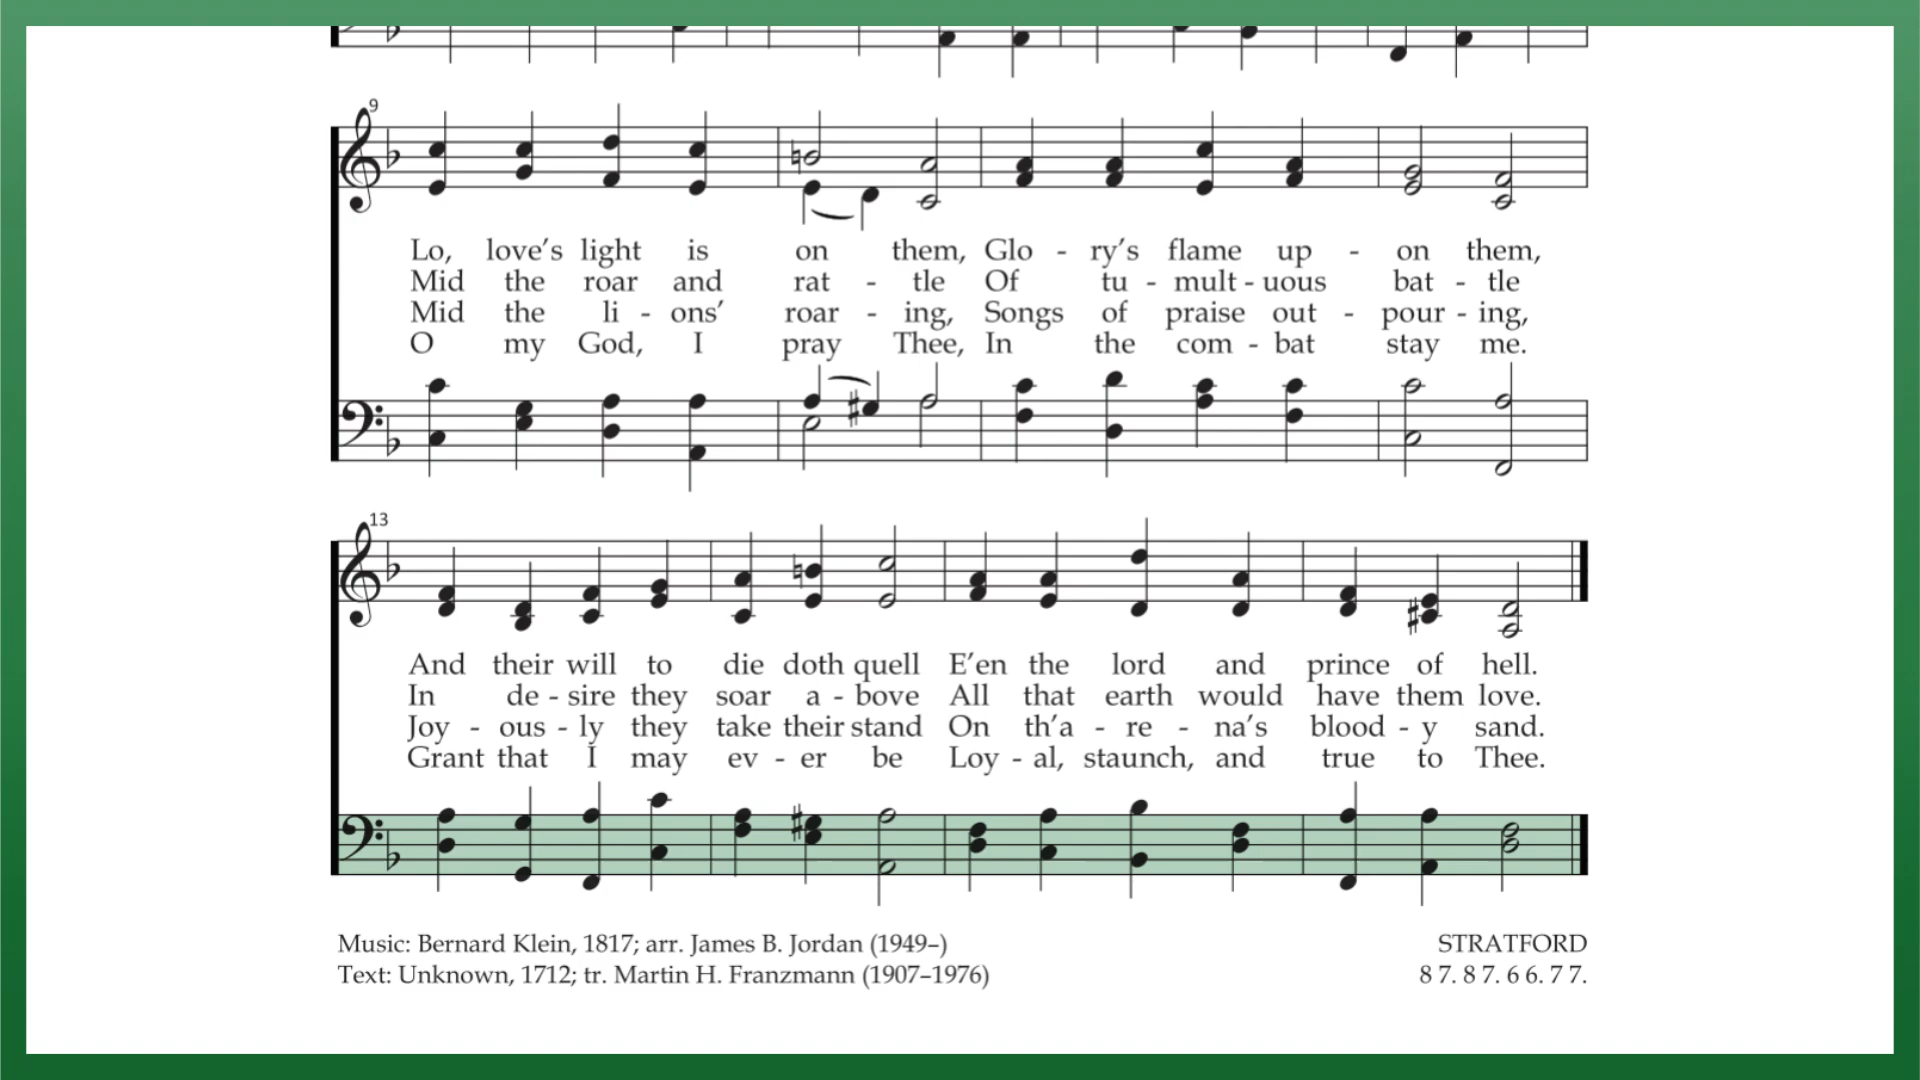 9
Lo, love's light is on them, Glo - ry's flame up - on them,
Mid the roar and rat - tle Of tu - mult - uous bat - tle
Mid the li - ons' roar - ing, Songs of praise out - pour - ing,
O my God, I pray Thee, In the com - bat stay me.
13
And their will to die doth quell E'en the lord and prince of hell.
In de - sire they soar a - bove All that earth would have them love.
Joy - ous - ly they take their stand On th'a - re - na's blood - y sand.
Grant that I may ev - er be Loy - al, staunch, and true to Thee.
Music: Bernard Klein, 1817; arr. James B. Jordan (1949–)
STRATFORD
Text: Unknown, 1712; tr. Martin H. Franzmann (1907–1976)
8 7. 8 7. 6 6. 7 7.